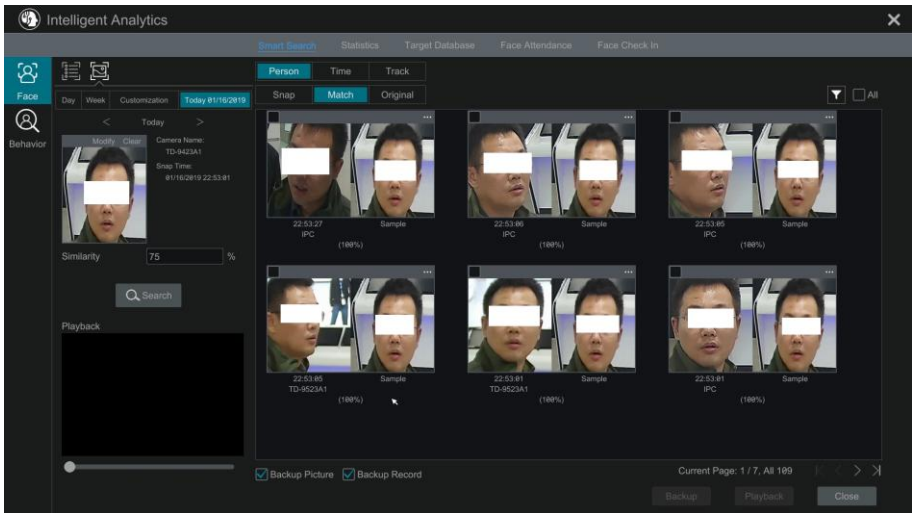 Intelligent Analytics
Smart Search Statistics Target Database Face Attendance Face Check In
Face
Behavior
Day Week Customization Today 01/16/2019
< Today >
Modify Clear
Camera Name:
TD-9423A1
Snap Time:
01/16/2019 22:53:01
Similarity 75 %
Search
Playback
Person Time Track
Snap Match Original
All
22:53:27 Sample
IPC
(100%)
22:53:06 Sample
IPC
(100%)
22:53:05 Sample
IPC
(100%)
22:53:05 Sample
TD-9523A1
(100%)
22:53:01 Sample
TD-9523A1
(100%)
22:53:01 Sample
IPC
(100%)
Backup Picture Backup Record
Current Page: 1 / 7, All 109
Backup Playback Close